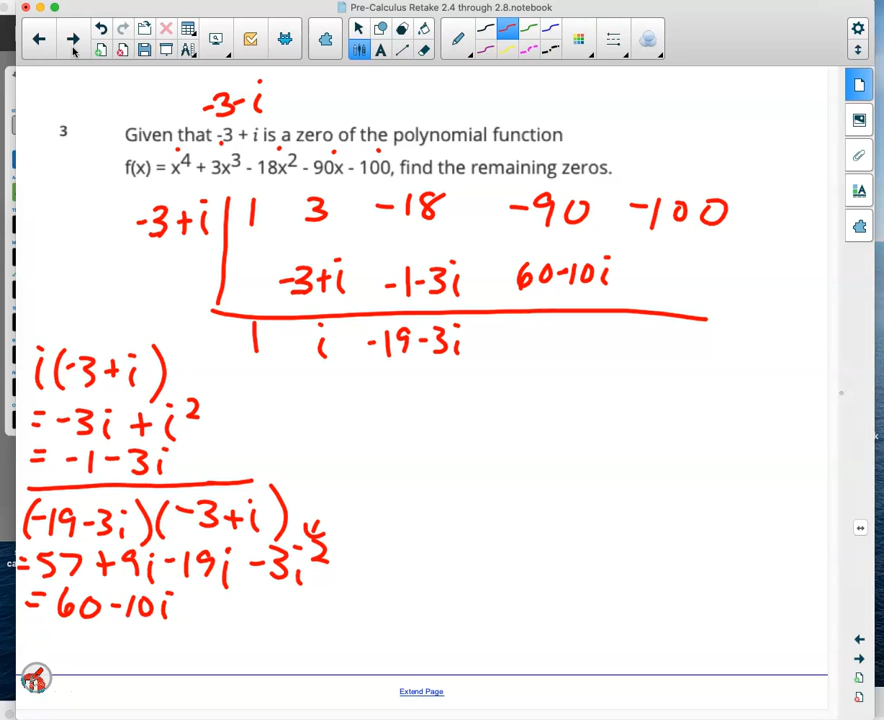 Pre-Calculus Retake 2.4 through 2.8.notebook
-3-i
3 Given that -3 + i is a zero of the polynomial function
f(x) = x⁴ + 3x³ - 18x² - 90x - 100, find the remaining zeros.
-3+i 1 3 -18 -90 -100
-3+i -1-3i 60-10i
1 i -19-3i
i(-3+i)
= -3i + i²
= -1-3i
(-19-3i)(-3+i)
=57+9i-19i-3i²
= 60-10i
Extend Page